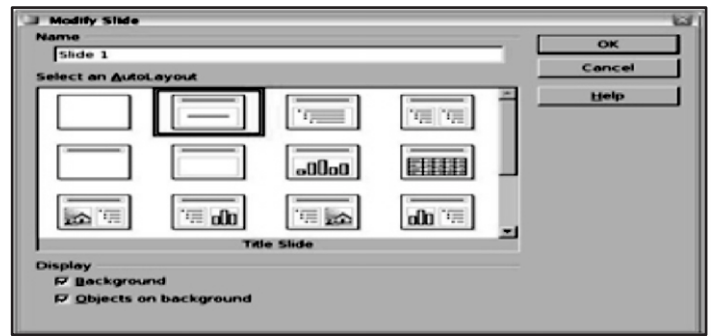 Modify Slide
Name
Slide 1
Select an AutoLayout
Title Slide
Display
Background
Objects on background
OK
Cancel
Help